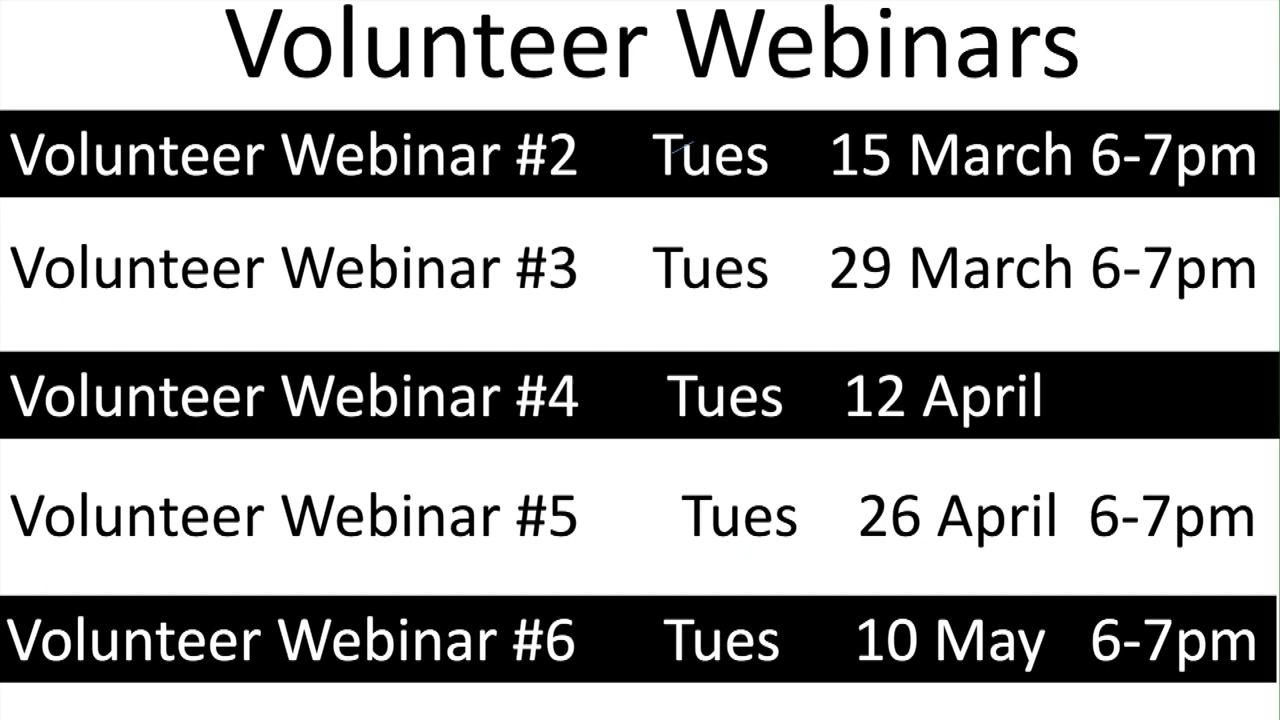 Volunteer Webinars
Volunteer Webinar #2 Tues 15 March 6-7pm
Volunteer Webinar #3 Tues 29 March 6-7pm
Volunteer Webinar #4 Tues 12 April
Volunteer Webinar #5 Tues 26 April 6-7pm
Volunteer Webinar #6 Tues 10 May 6-7pm